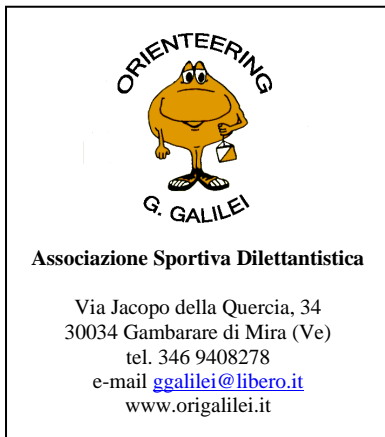 ORIENTEERING
G. GALILEI
Associazione Sportiva Dilettantistica
Via Jacopo della Quercia, 34
30034 Gambarare di Mira (Ve)
tel. 346 9408278
e-mail ggalilei@libero.it
www.origalilei.it